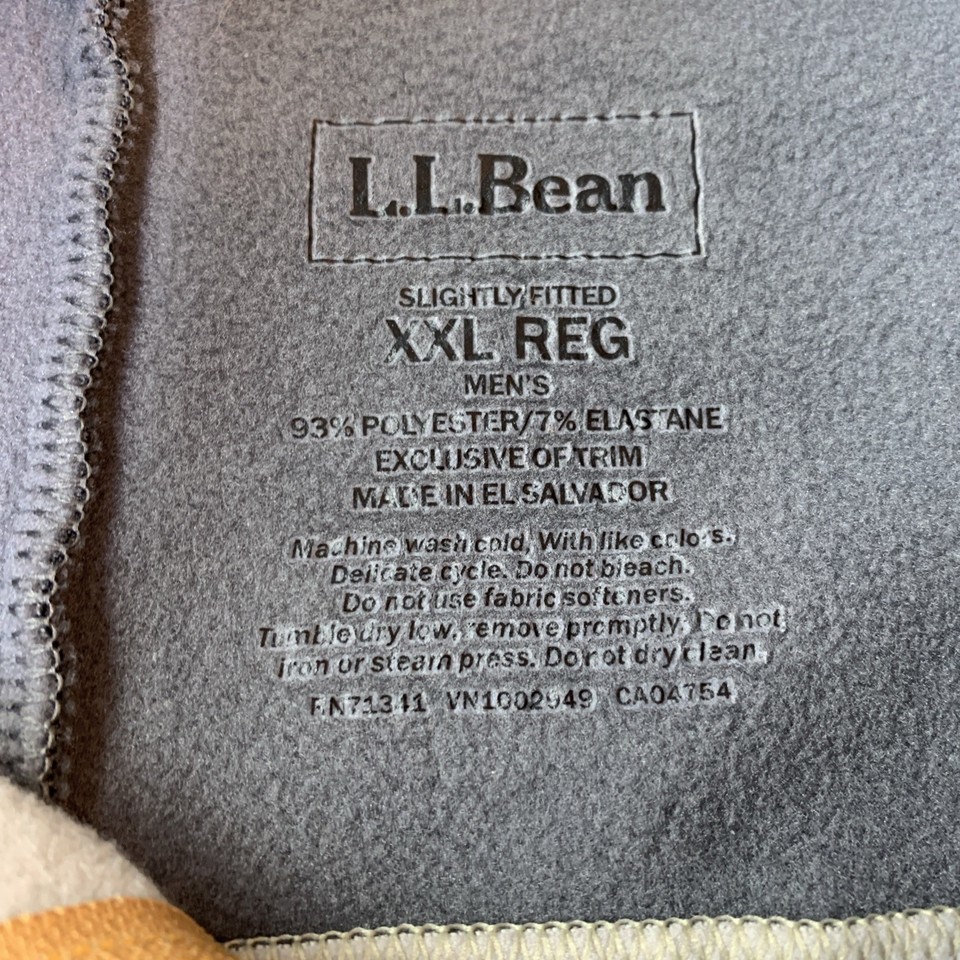 L.L.Bean
SLIGHTLY FITTED
XXL REG
MEN'S
93% POLYESTER/7% ELASTANE
EXCLUSIVE OF TRIM
MADE IN EL SALVADOR
Machine wash cold, With like colors.
Delicate cycle. Do not bleach.
Do not use fabric softeners.
Tumble dry low, remove promptly. Do not
iron or steam press. Do not dry clean.
RN71341 VN1002949 CA04754